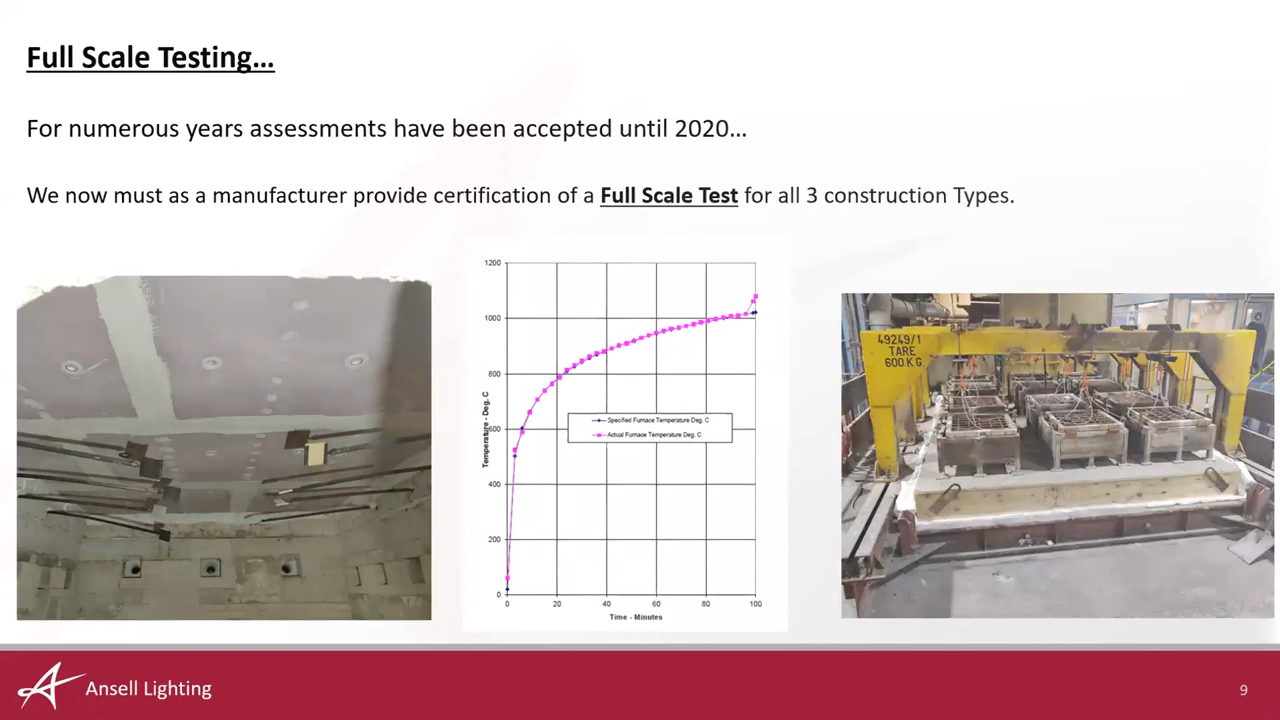 Full Scale Testing…
For numerous years assessments have been accepted until 2020…
We now must as a manufacturer provide certification of a Full Scale Test for all 3 construction Types.
1200
1000
800
600
400
200
0
Temperature - Deg. C
Specified Furnace Temperature Deg. C
Actual Furnace Temperature Deg. C
0 20 40 60 80 100
Time - Minutes
49249/1
TARE
600.KG.
Ansell Lighting
9